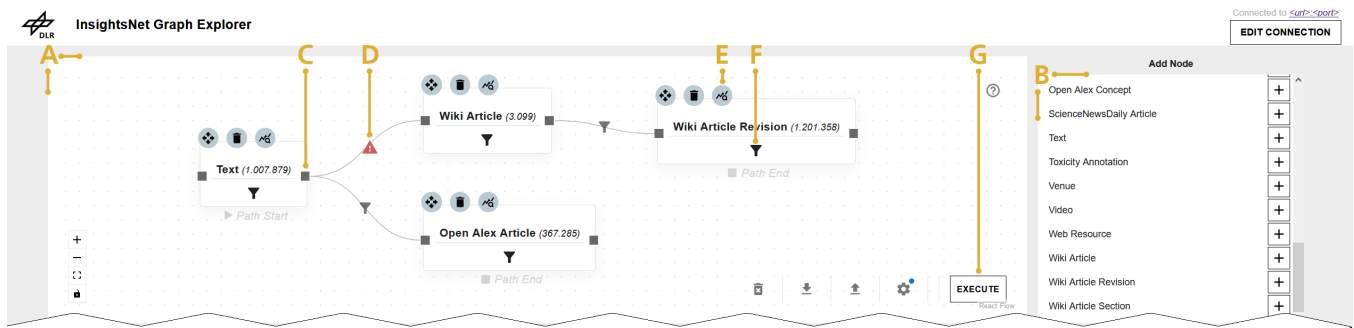 Connected to <url>:<port>
DLR
InsightsNet Graph Explorer
EDIT CONNECTION
A
C
D
E
F
G
B
Add Node
Open Alex Concept
ScienceNewsDaily Article
Text
Toxicity Annotation
Venue
Video
Web Resource
Wiki Article
Wiki Article Revision
Wiki Article Section
Wiki Article (3.099)
Wiki Article Revision (1.201.358)
Path End
Text (1.007.879)
Path Start
Open Alex Article (367.285)
Path End
EXECUTE
React Flow